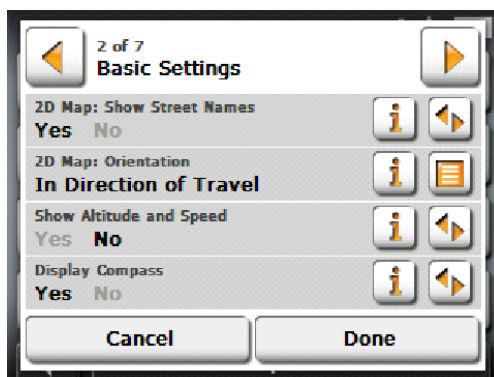 2 of 7
Basic Settings
2D Map: Show Street Names
Yes No
2D Map: Orientation
In Direction of Travel
Show Altitude and Speed
Yes No
Display Compass
Yes No
Cancel Done